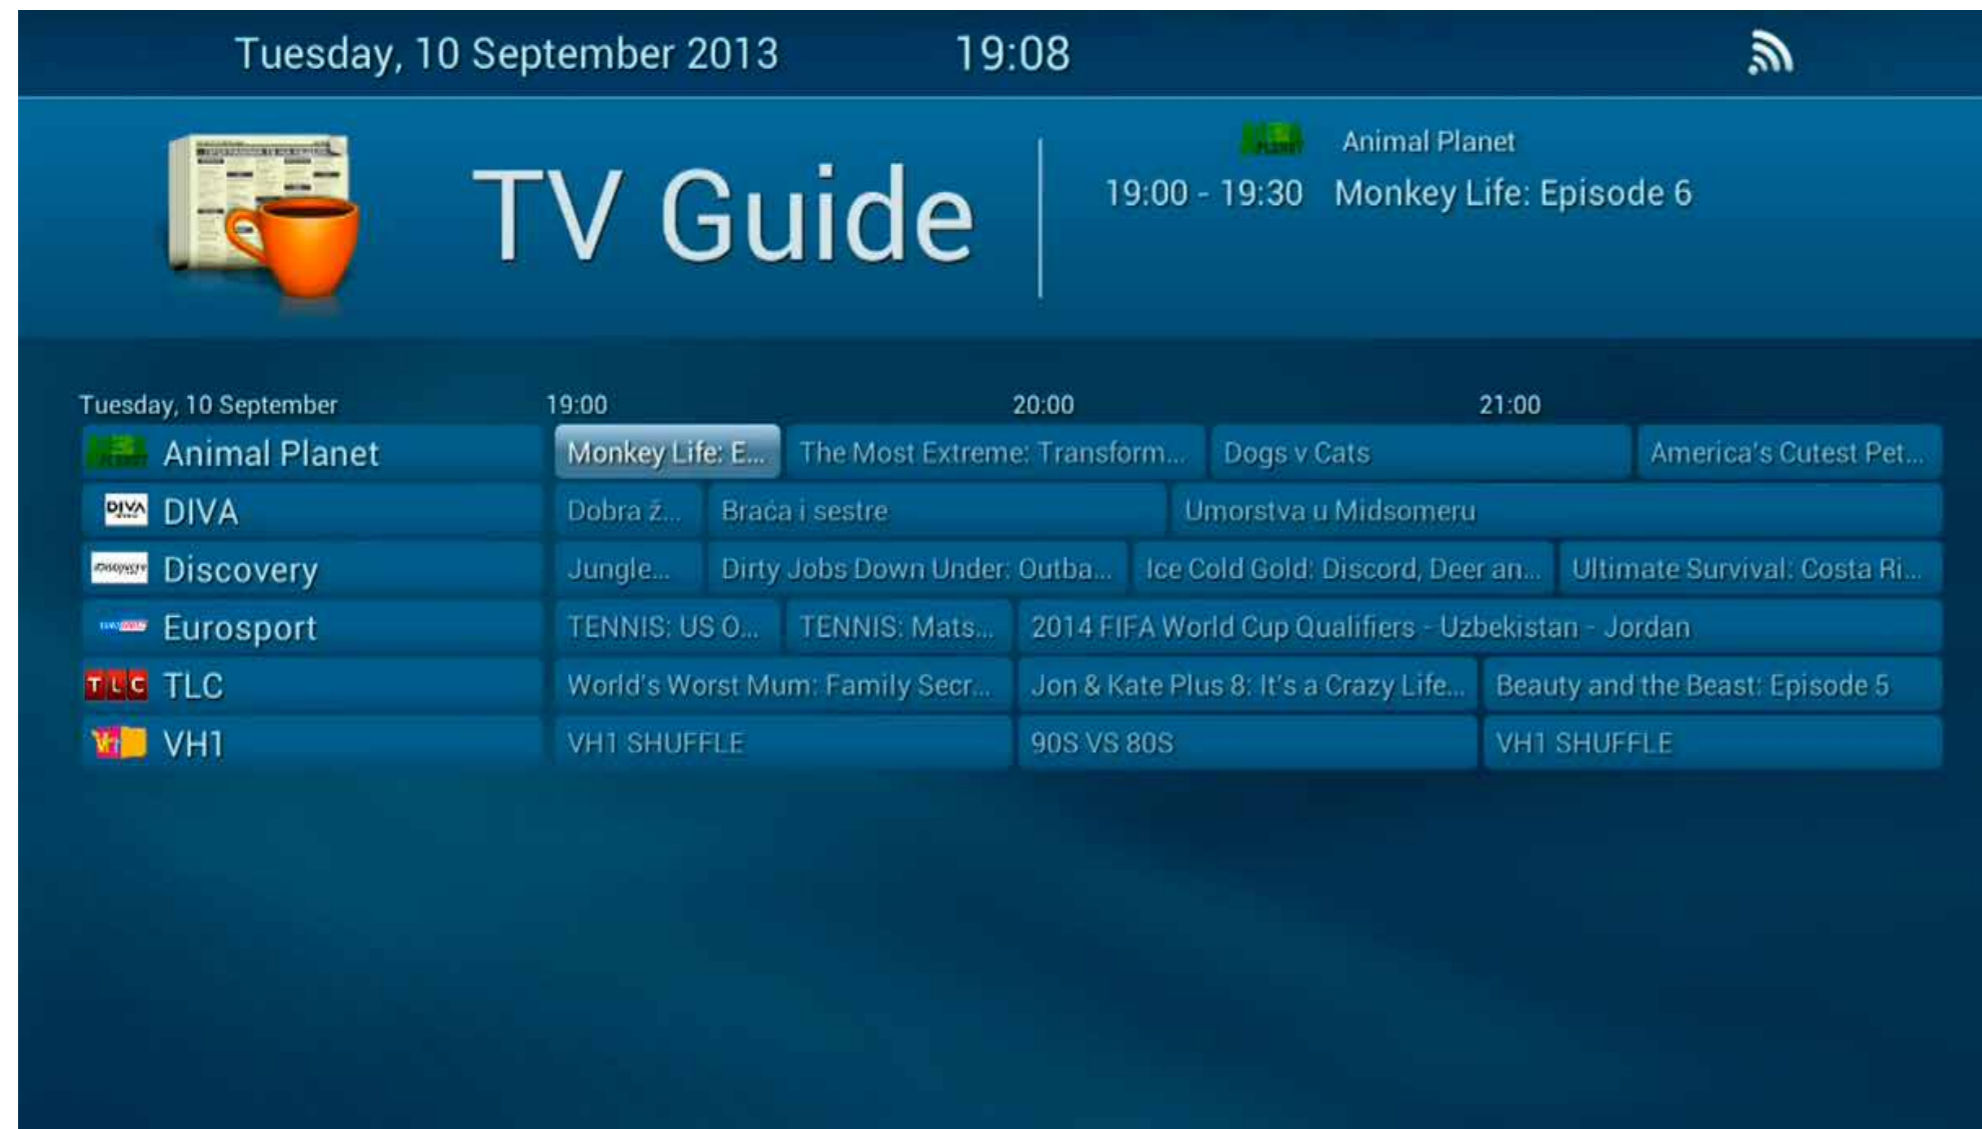 Tuesday, 10 September 2013 19:08
Animal Planet
TV Guide
19:00 - 19:30 Monkey Life: Episode 6
Tuesday, 10 September 19:00 20:00 21:00
Animal Planet Monkey Life: E... The Most Extreme: Transform... Dogs v Cats America's Cutest Pet...
DIVA DIVA Dobra ž... Braća i sestre Umorstva u Midsomeru
Discovery Jungle... Dirty Jobs Down Under: Outba... Ice Cold Gold: Discord, Deer an... Ultimate Survival: Costa Ri...
Eurosport TENNIS: US O... TENNIS: Mats... 2014 FIFA World Cup Qualifiers - Uzbekistan - Jordan
TLC TLC World's Worst Mum: Family Secr... Jon & Kate Plus 8: It's a Crazy Life... Beauty and the Beast: Episode 5
VH1 VH1 SHUFFLE 90S VS 80S VH1 SHUFFLE